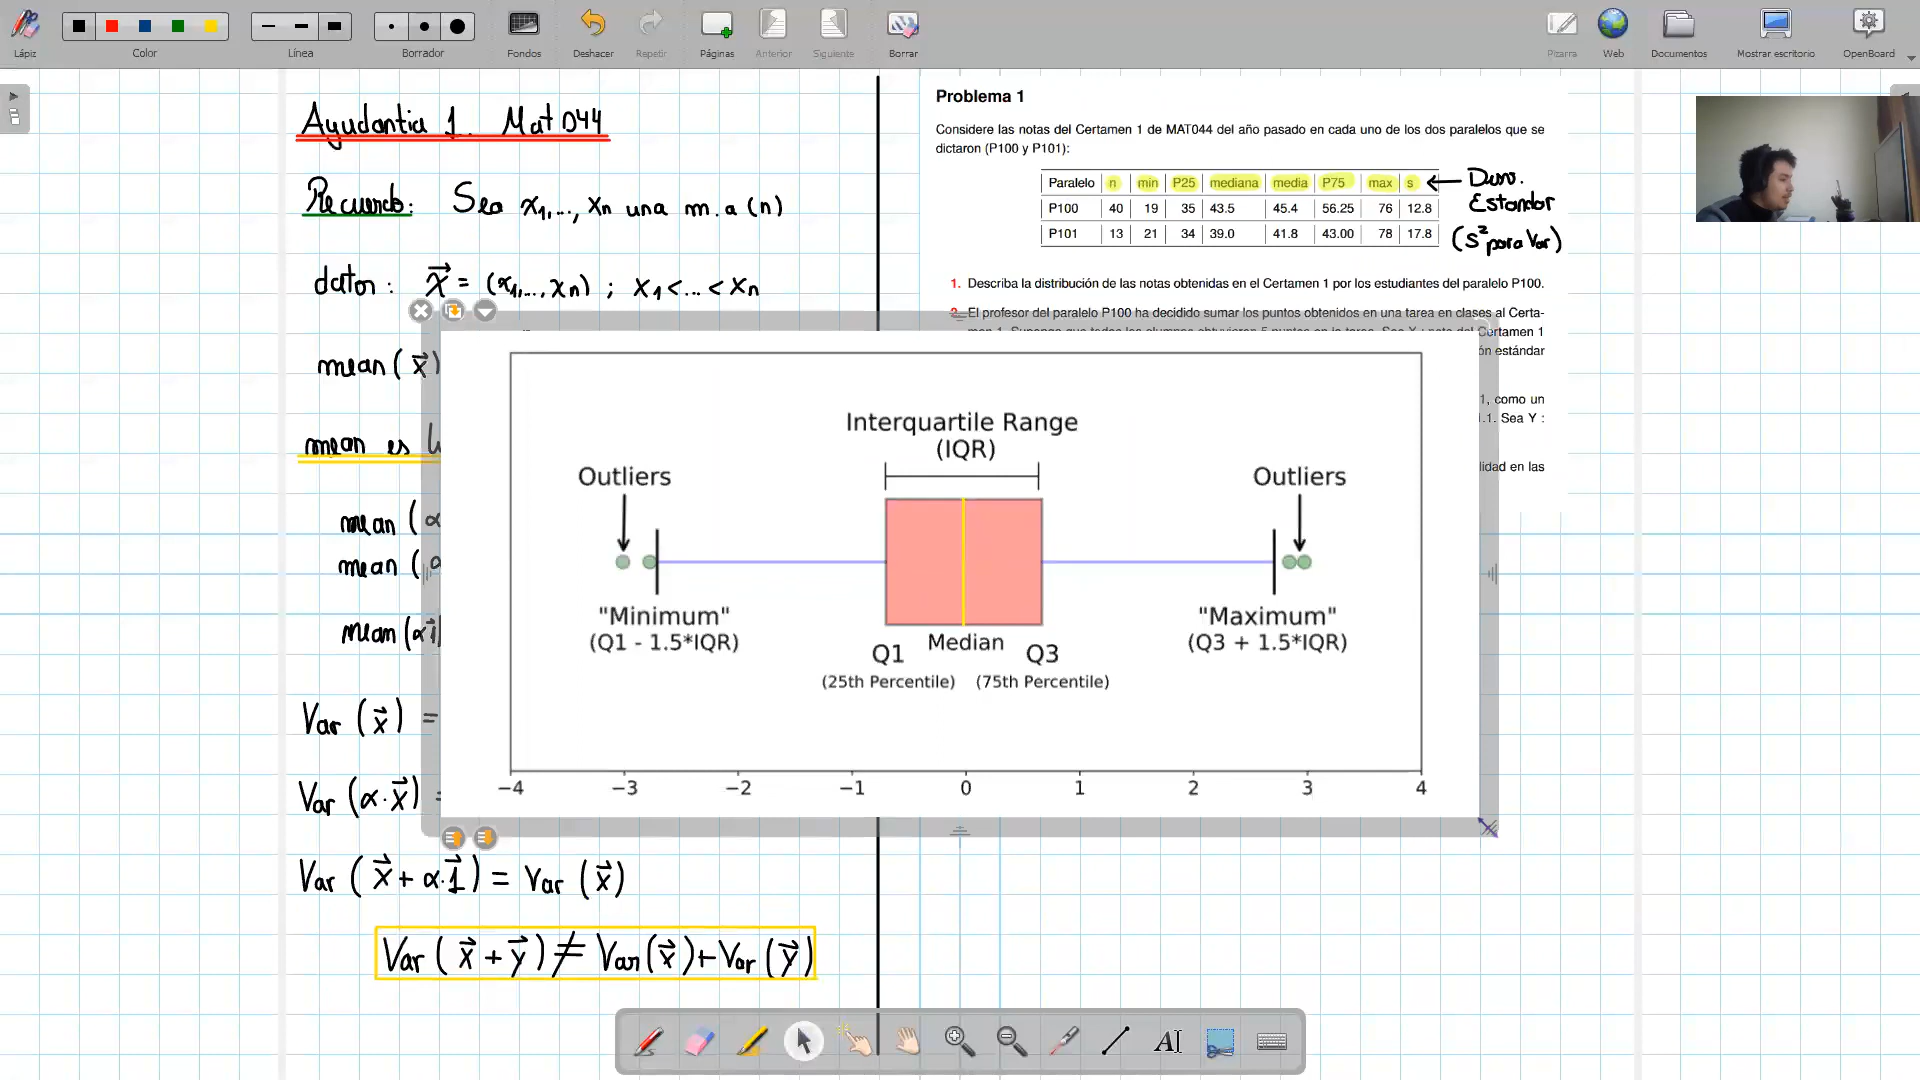 Lápiz
Color
Línea
Borrador
Fondos
Deshacer
Repetir
Páginas
Anterior
Siguiente
Borrar
Pizarra
Web
Documentos
Mostrar escritorio
OpenBoard
Ayudantia 1. Mat044
Recuerdo: Sea x1,..., xn una m.a (n)
datos: x⃗ = (x1,..., xn) ; x1 < ... < xn
mean ( x⃗ )
mean es
mean (
mean (
mean (α1⃗
Var ( x⃗ ) =
Var (α · x⃗ ) =
Var ( x⃗ + α·1⃗ ) = Var ( x⃗ )
Var ( x⃗ + y⃗ ) ≠ Var( x⃗ ) + Var ( y⃗ )
Problema 1
Considere las notas del Certamen 1 de MAT044 del año pasado en cada uno de los dos paralelos que se
dictaron (P100 y P101):
Paralelo n min P25 mediana media P75 max s
P100 40 19 35 43.5 45.4 56.25 76 12.8
P101 13 21 34 39.0 41.8 43.00 78 17.8
← Desv.
Estandar
(S² para Var)
1. Describa la distribución de las notas obtenidas en el Certamen 1 por los estudiantes del paralelo P100.
2. El profesor del paralelo P100 ha decidido sumar los puntos obtenidos en una tarea en clases al Certa-
Certamen 1
ón estándar
1, como un
.1. Sea Y :
lidad en las
Interquartile Range
(IQR)
Outliers
Outliers
"Minimum"
(Q1 - 1.5*IQR)
"Maximum"
(Q3 + 1.5*IQR)
Q1
Median
Q3
(25th Percentile)
(75th Percentile)
−4 −3 −2 −1 0 1 2 3 4